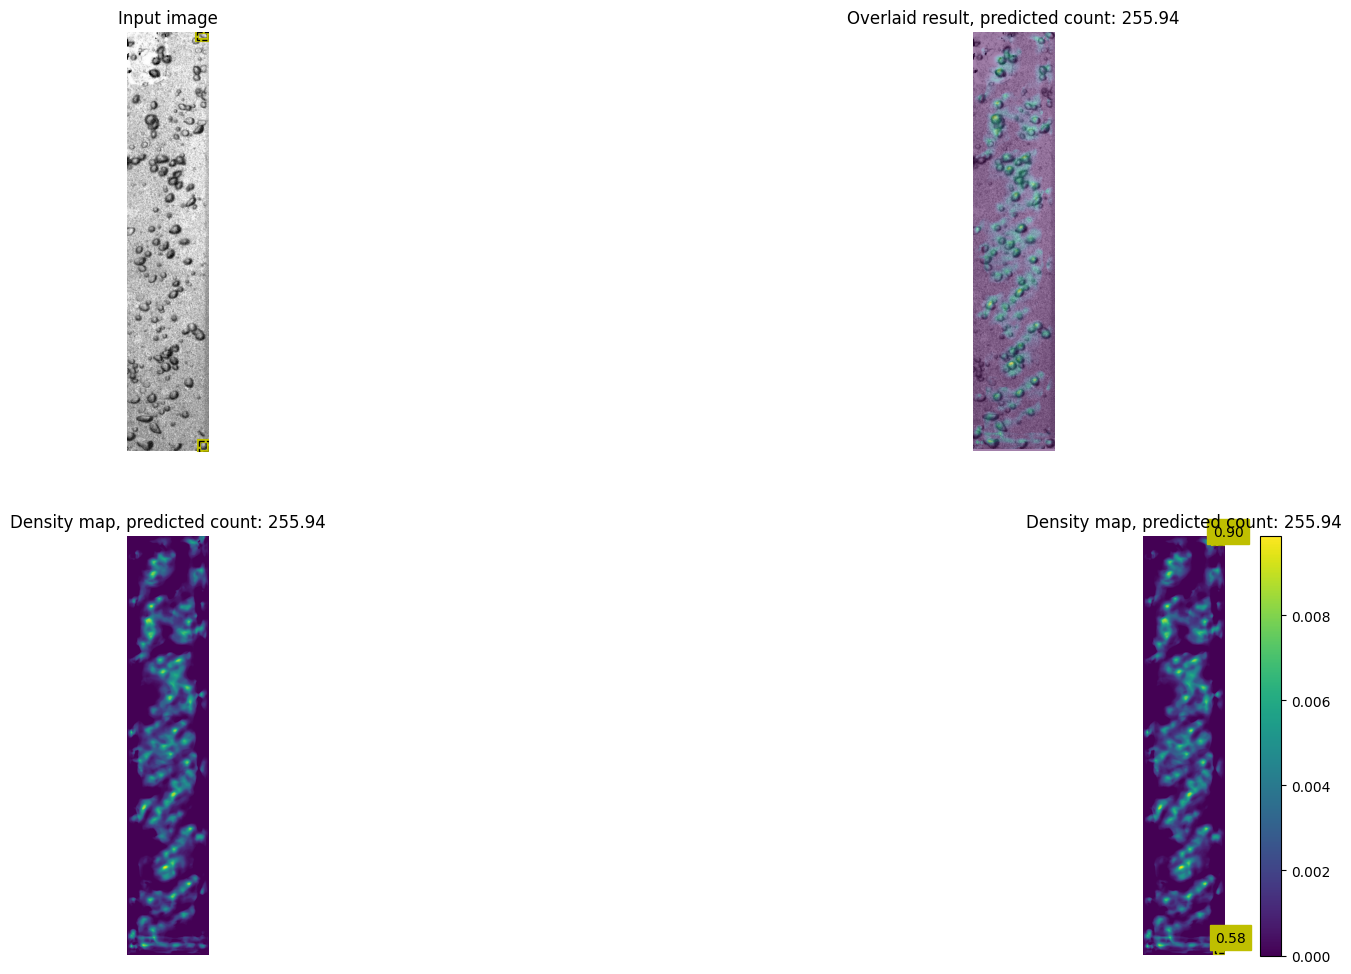 Input image
Overlaid result, predicted count: 255.94
Density map, predicted count: 255.94
Density map, predicted count: 255.94
0.90
0.008
0.006
0.004
0.002
0.58
0.000